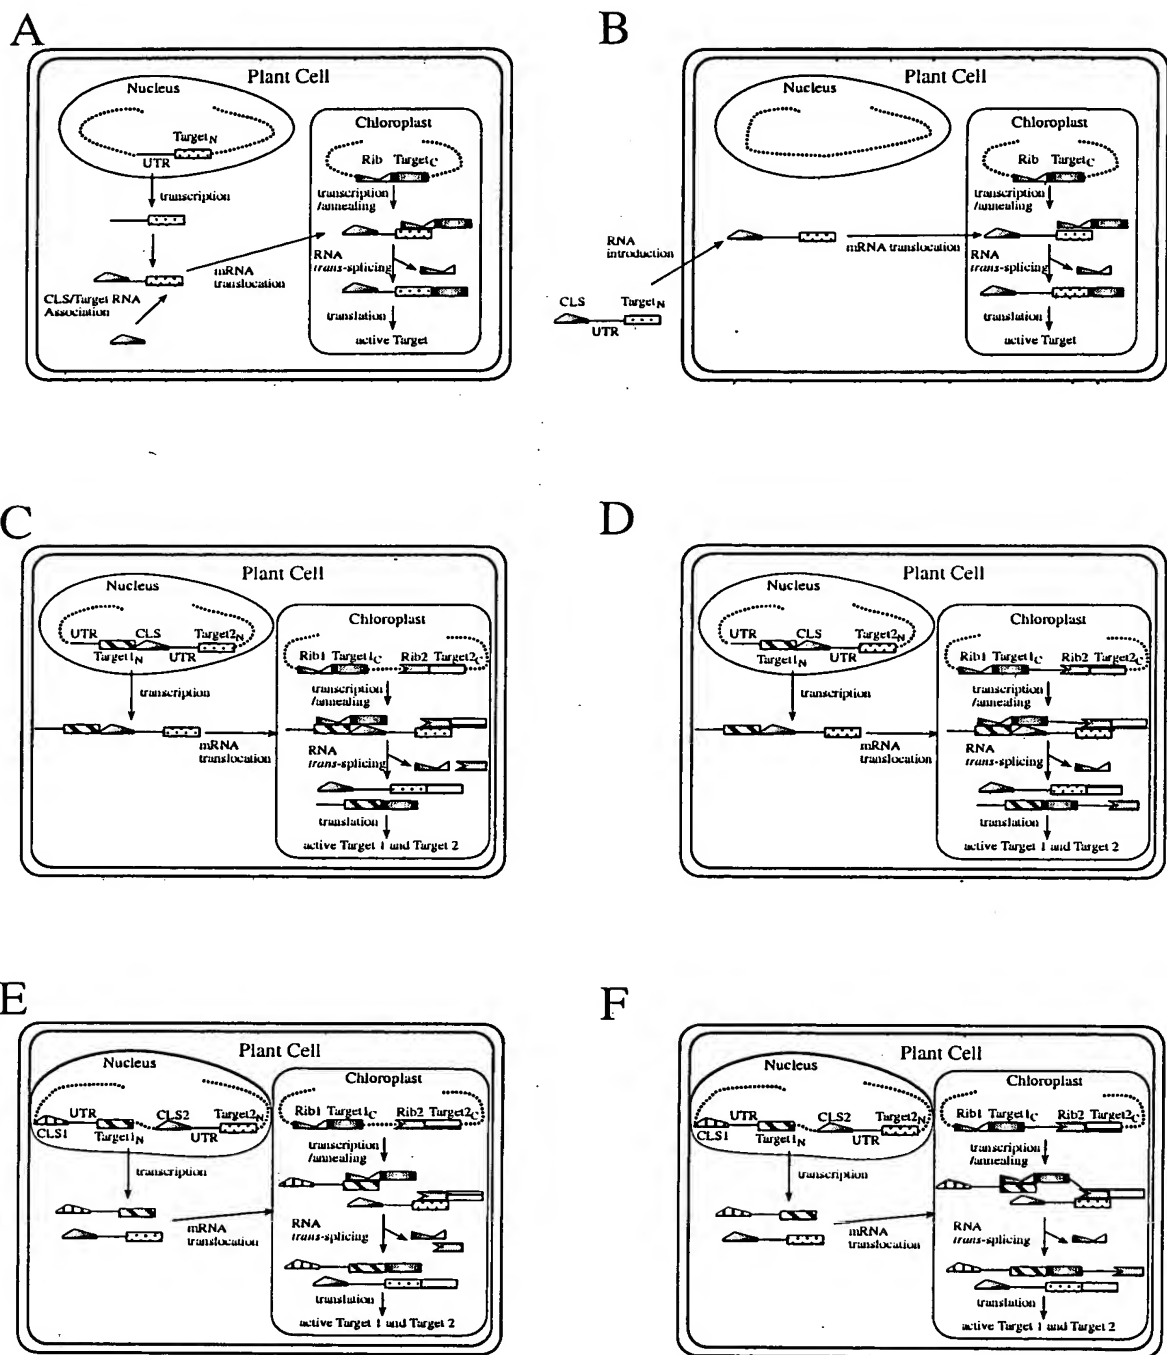 A
Plant Cell
Nucleus
Target_N
UTR
transcription
CLS/Target RNA
Association
mRNA
translocation
Chloroplast
Rib Target_C
transcription
/annealing
RNA
trans-splicing
translation
active Target
B
Plant Cell
Nucleus
RNA
introduction
CLS
Target_N
UTR
mRNA translocation
Chloroplast
Rib Target_C
transcription
/annealing
RNA
trans-splicing
translation
active Target
C
Plant Cell
Nucleus
UTR CLS Target2_N
Target1_N UTR
transcription
mRNA
translocation
Chloroplast
Rib1 Target1_C Rib2 Target2_C
transcription
/annealing
RNA
trans-splicing
translation
active Target 1 and Target 2
D
Plant Cell
Nucleus
UTR CLS Target2_N
Target1_N UTR
transcription
mRNA
translocation
Chloroplast
Rib1 Target1_C Rib2 Target2_C
transcription
/annealing
RNA
trans-splicing
translation
active Target 1 and Target 2
E
Plant Cell
Nucleus
UTR CLS2 Target2_N
CLS1 Target1_N UTR
transcription
mRNA
translocation
Chloroplast
Rib1 Target1_C Rib2 Target2_C
transcription
/annealing
RNA
trans-splicing
translation
active Target 1 and Target 2
F
Plant Cell
Nucleus
UTR CLS2 Target2_N
CLS1 Target1_N UTR
transcription
mRNA
translocation
Chloroplast
Rib1 Target1_C Rib2 Target2_C
transcription
/annealing
RNA
trans-splicing
translation
active Target 1 and Target 2